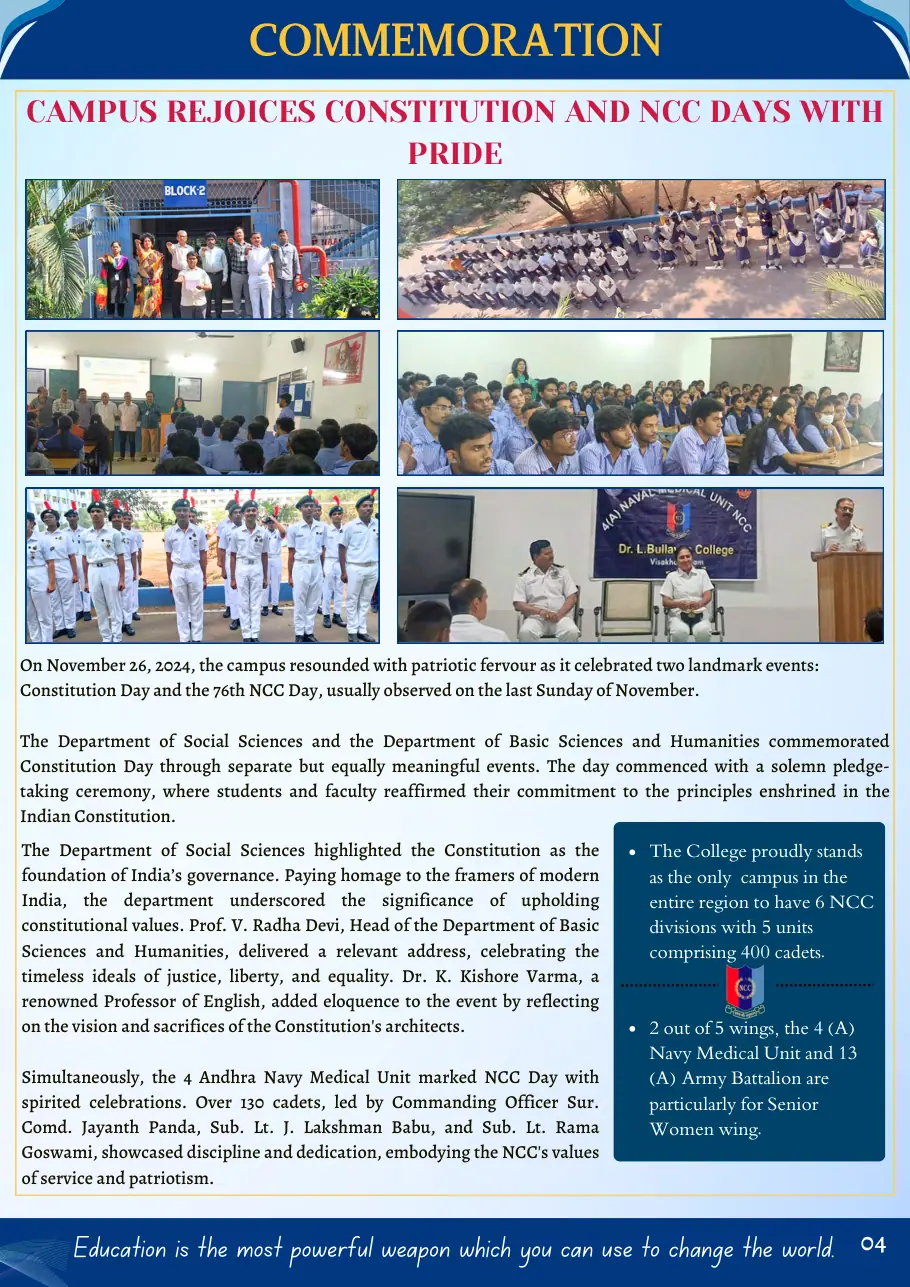 COMMEMORATION
CAMPUS REJOICES CONSTITUTION AND NCC DAYS WITH
PRIDE
BLOCK-2
4(A) NAVAL MEDICAL UNIT NCC
Dr. L.Bullayya College
On November 26, 2024, the campus resounded with patriotic fervour as it celebrated two landmark events:
Constitution Day and the 76th NCC Day, usually observed on the last Sunday of November.
The Department of Social Sciences and the Department of Basic Sciences and Humanities commemorated
Constitution Day through separate but equally meaningful events. The day commenced with a solemn pledge-
taking ceremony, where students and faculty reaffirmed their commitment to the principles enshrined in the
Indian Constitution.
The Department of Social Sciences highlighted the Constitution as the
foundation of India’s governance. Paying homage to the framers of modern
India, the department underscored the significance of upholding
constitutional values. Prof. V. Radha Devi, Head of the Department of Basic
Sciences and Humanities, delivered a relevant address, celebrating the
timeless ideals of justice, liberty, and equality. Dr. K. Kishore Varma, a
renowned Professor of English, added eloquence to the event by reflecting
on the vision and sacrifices of the Constitution's architects.
Simultaneously, the 4 Andhra Navy Medical Unit marked NCC Day with
spirited celebrations. Over 130 cadets, led by Commanding Officer Sur.
Comd. Jayanth Panda, Sub. Lt. J. Lakshman Babu, and Sub. Lt. Rama
Goswami, showcased discipline and dedication, embodying the NCC's values
of service and patriotism.
• The College proudly stands
as the only campus in the
entire region to have 6 NCC
divisions with 5 units
comprising 400 cadets.
NCC
• 2 out of 5 wings, the 4 (A)
Navy Medical Unit and 13
(A) Army Battalion are
particularly for Senior
Women wing.
Education is the most powerful weapon which you can use to change the world.
04